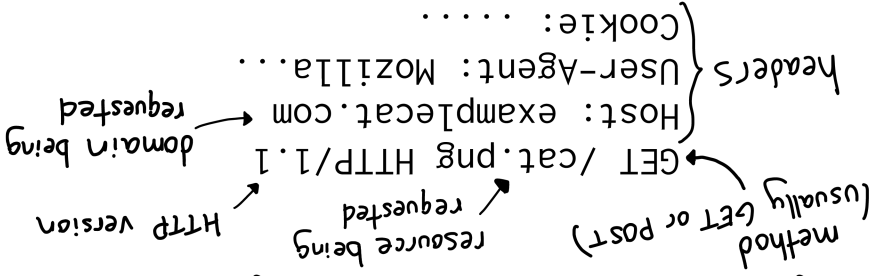 method
(usually GET or POST)
resource being
requested
HTTP version
GET /cat.png HTTP/1.1
Host: examplecat.com
domain being
requested
User-Agent: Mozilla...
Cookie: .....
headers